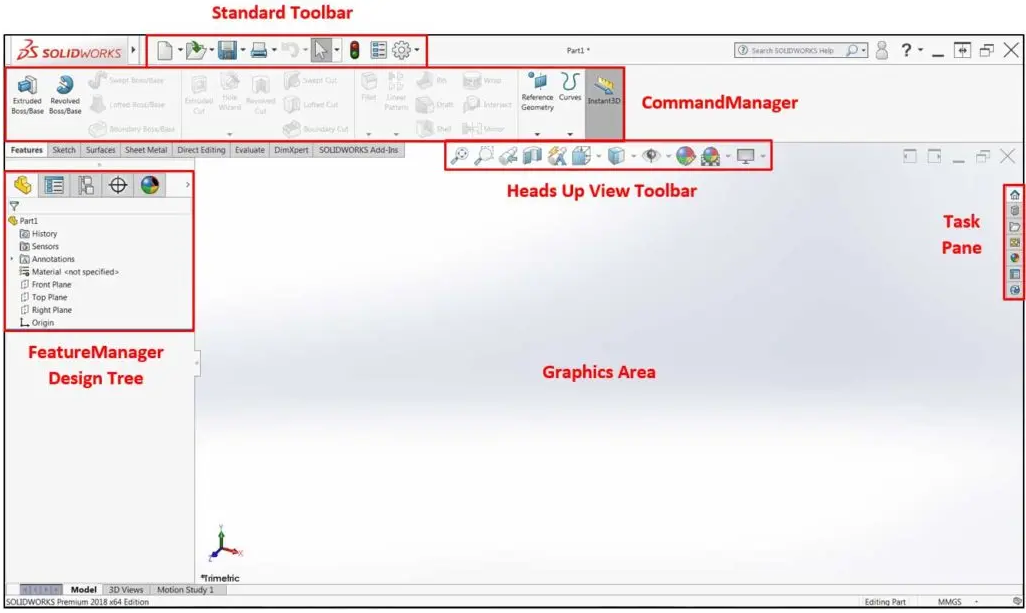 Standard Toolbar
DS SOLIDWORKS
Part1 *
Search SOLIDWORKS Help
?
Extruded Boss/Base
Revolved Boss/Base
Swept Boss/Base
Lofted Boss/Base
Boundary Boss/Base
Extruded Cut
Hole Wizard
Revolved Cut
Swept Cut
Lofted Cut
Boundary Cut
Fillet
Linear Pattern
Rib
Draft
Shell
Wrap
Intersect
Mirror
Reference Geometry
Curves
Instant3D
CommandManager
Features Sketch Surfaces Sheet Metal Direct Editing Evaluate DimXpert SOLIDWORKS Add-Ins
Heads Up View Toolbar
Task
Pane
Part1
History
Sensors
Annotations
Material <not specified>
Front Plane
Top Plane
Right Plane
Origin
FeatureManager
Design Tree
Graphics Area
Y
X
Z
*Trimetric
Model 3D Views Motion Study 1
SOLIDWORKS Premium 2018 x64 Edition
Editing Part MMGS -